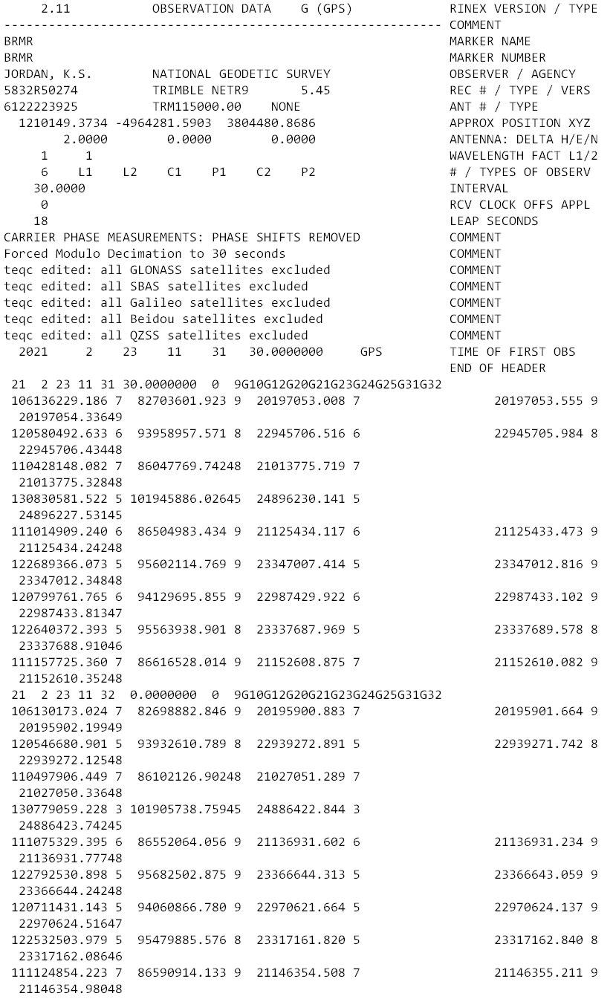 2.11           OBSERVATION DATA    G (GPS)             RINEX VERSION / TYPE
----------------------------------------------------------- COMMENT
BRMR                                                        MARKER NAME
BRMR                                                        MARKER NUMBER
JORDAN, K.S.        NATIONAL GEODETIC SURVEY                OBSERVER / AGENCY
5832R50274          TRIMBLE NETR9       5.45                REC # / TYPE / VERS
6122223925          TRM115000.00    NONE                    ANT # / TYPE
  1210149.3734 -4964281.5903  3804480.8686                  APPROX POSITION XYZ
        2.0000        0.0000        0.0000                  ANTENNA: DELTA H/E/N
     1     1                                                WAVELENGTH FACT L1/2
     6    L1    L2    C1    P1    C2    P2                  # / TYPES OF OBSERV
    30.0000                                                 INTERVAL
     0                                                      RCV CLOCK OFFS APPL
    18                                                      LEAP SECONDS
CARRIER PHASE MEASUREMENTS: PHASE SHIFTS REMOVED            COMMENT
Forced Modulo Decimation to 30 seconds                      COMMENT
teqc edited: all GLONASS satellites excluded                COMMENT
teqc edited: all SBAS satellites excluded                   COMMENT
teqc edited: all Galileo satellites excluded                COMMENT
teqc edited: all Beidou satellites excluded                 COMMENT
teqc edited: all QZSS satellites excluded                   COMMENT
  2021     2    23    11    31   30.0000000     GPS         TIME OF FIRST OBS
                                                            END OF HEADER
 21  2 23 11 31 30.0000000  0  9G10G12G20G21G23G24G25G31G32
 106136229.186 7  82703601.923 9  20197053.008 7                  20197053.555 9
  20197054.33649
 120580492.633 6  93958957.571 8  22945706.516 6                  22945705.984 8
  22945706.43448
 110428148.082 7  86047769.74248  21013775.719 7
  21013775.32848
 130830581.522 5 101945886.02645  24896230.141 5
  24896227.53145
 111014909.240 6  86504983.434 9  21125434.117 6                  21125433.473 9
  21125434.24248
 122689366.073 5  95602114.769 9  23347007.414 5                  23347012.816 9
  23347012.34848
 120799761.765 6  94129695.855 9  22987429.922 6                  22987433.102 9
  22987433.81347
 122640372.393 5  95563938.901 8  23337687.969 5                  23337689.578 8
  23337688.91046
 111157725.360 7  86616528.014 9  21152608.875 7                  21152610.082 9
  21152610.35248
 21  2 23 11 32  0.0000000  0  9G10G12G20G21G23G24G25G31G32
 106130173.024 7  82698882.846 9  20195900.883 7                  20195901.664 9
  20195902.19949
 120546680.901 5  93932610.789 8  22939272.891 5                  22939271.742 8
  22939272.12548
 110497906.449 7  86102126.90248  21027051.289 7
  21027050.33648
 130779059.228 3 101905738.75945  24886422.844 3
  24886423.74245
 111075329.395 6  86552064.056 9  21136931.602 6                  21136931.234 9
  21136931.77748
 122792530.898 5  95682502.875 9  23366644.313 5                  23366643.059 9
  23366644.24248
 120711431.143 5  94060866.780 9  22970621.664 5                  22970624.137 9
  22970624.51647
 122532503.979 5  95479885.576 8  23317161.820 5                  23317162.840 8
  23317162.08646
 111124854.223 7  86590914.133 9  21146354.508 7                  21146355.211 9
  21146354.98048